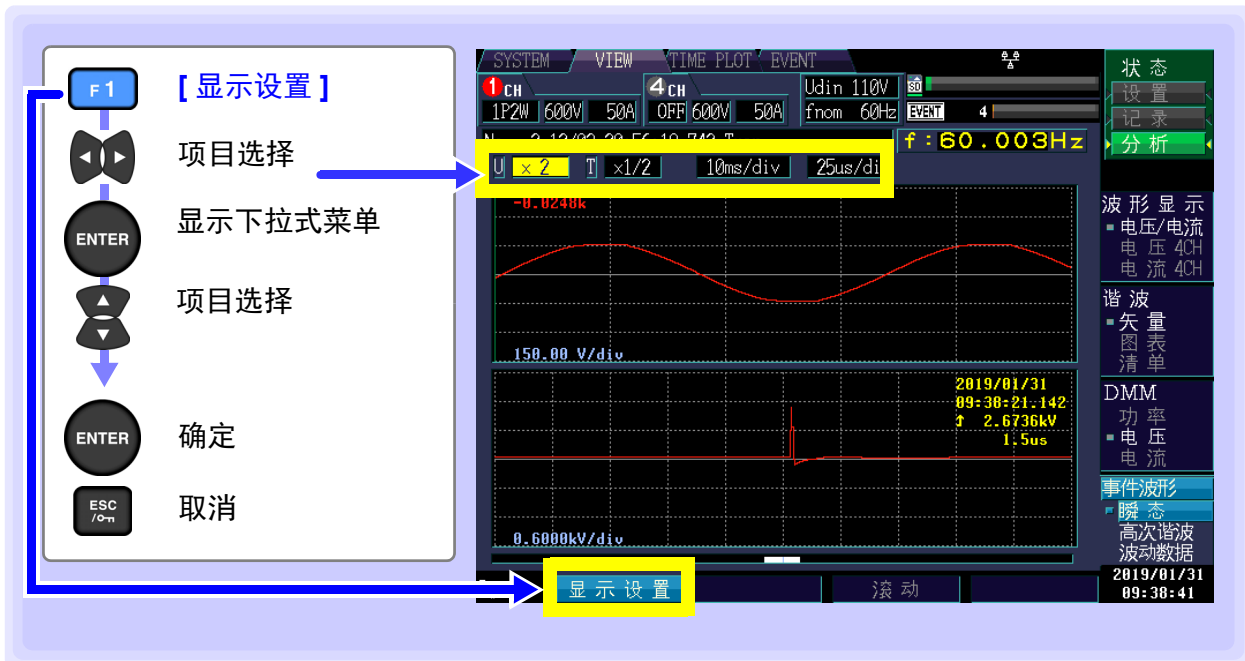 F1
[ 显示设置 ]
项目选择
ENTER
显示下拉式菜单
项目选择
ENTER
确定
ESC
取消
SYSTEM VIEW TIME PLOT EVENT
1 CH 4 CH Udin 110V SD
1P2W 600V 50A OFF 600V 50A fnom 60Hz EVENT 4
f:60.003Hz
U × 2 T ×1/2 10ms/div 25us/di
-0.0248k
150.00 V/div
2019/01/31
09:38:21.142
2.6736kV
1.5us
0.6000kV/div
显示设置 滚动
状态
设置
记录
分析
波形显示
电压/电流
电压 4CH
电流 4CH
谐波
矢量
图表
清单
DMM
功率
电压
电流
事件波形
瞬态
高次谐波
波动数据
2019/01/31
09:38:41